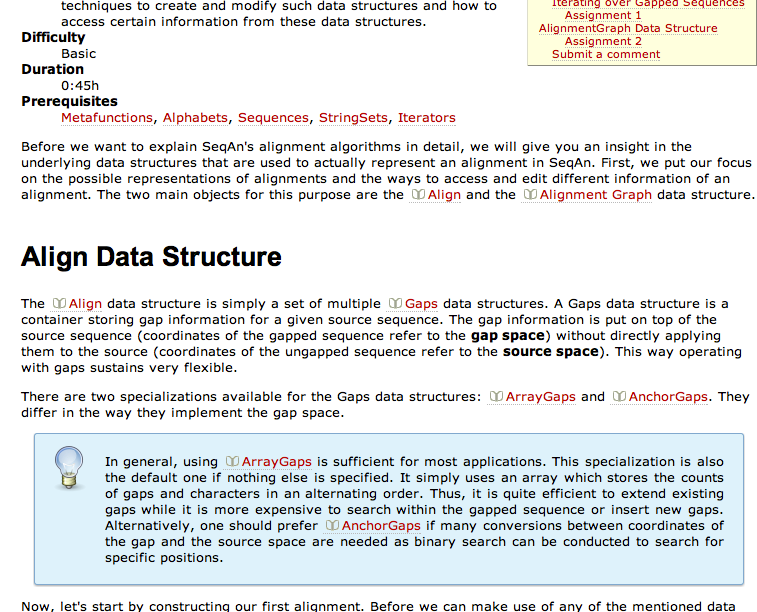 techniques to create and modify such data structures and how to
access certain information from these data structures.
Difficulty
Basic
Duration
0:45h
Prerequisites
Metafunctions, Alphabets, Sequences, StringSets, Iterators
Iterating over Gapped Sequences
Assignment 1
AlignmentGraph Data Structure
Assignment 2
Submit a comment
Before we want to explain SeqAn's alignment algorithms in detail, we will give you an insight in the
underlying data structures that are used to actually represent an alignment in SeqAn. First, we put our focus
on the possible representations of alignments and the ways to access and edit different information of an
alignment. The two main objects for this purpose are the Align and the Alignment Graph data structure.
Align Data Structure
The Align data structure is simply a set of multiple Gaps data structures. A Gaps data structure is a
container storing gap information for a given source sequence. The gap information is put on top of the
source sequence (coordinates of the gapped sequence refer to the gap space) without directly applying
them to the source (coordinates of the ungapped sequence refer to the source space). This way operating
with gaps sustains very flexible.
There are two specializations available for the Gaps data structures: ArrayGaps and AnchorGaps. They
differ in the way they implement the gap space.
In general, using ArrayGaps is sufficient for most applications. This specialization is also
the default one if nothing else is specified. It simply uses an array which stores the counts
of gaps and characters in an alternating order. Thus, it is quite efficient to extend existing
gaps while it is more expensive to search within the gapped sequence or insert new gaps.
Alternatively, one should prefer AnchorGaps if many conversions between coordinates of
the gap and the source space are needed as binary search can be conducted to search for
specific positions.
Now, let's start by constructing our first alignment. Before we can make use of any of the mentioned data